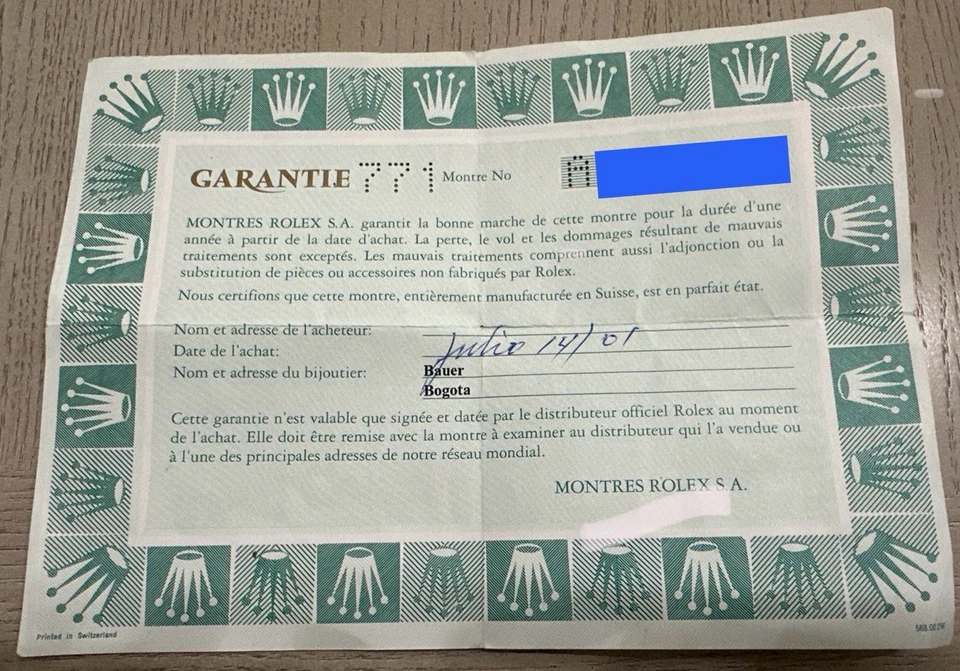 GARANTIE 771 Montre No A
MONTRES ROLEX S.A. garantit la bonne marche de cette montre pour la durée d'une
année à partir de la date d'achat. La perte, le vol et les dommages résultant de mauvais
traitements sont exceptés. Les mauvais traitements comprennent aussi l'adjonction ou la
substitution de pièces ou accessoires non fabriqués par Rolex.
Nous certifions que cette montre, entièrement manufacturée en Suisse, est en parfait état.
Nom et adresse de l'acheteur:
Date de l'achat: Julio 14/01
Nom et adresse du bijoutier: Bauer
Bogota
Cette garantie n'est valable que signée et datée par le distributeur officiel Rolex au moment
de l'achat. Elle doit être remise avec la montre à examiner au distributeur qui l'a vendue ou
à l'une des principales adresses de notre réseau mondial.
MONTRES ROLEX S.A.
Printed in Switzerland